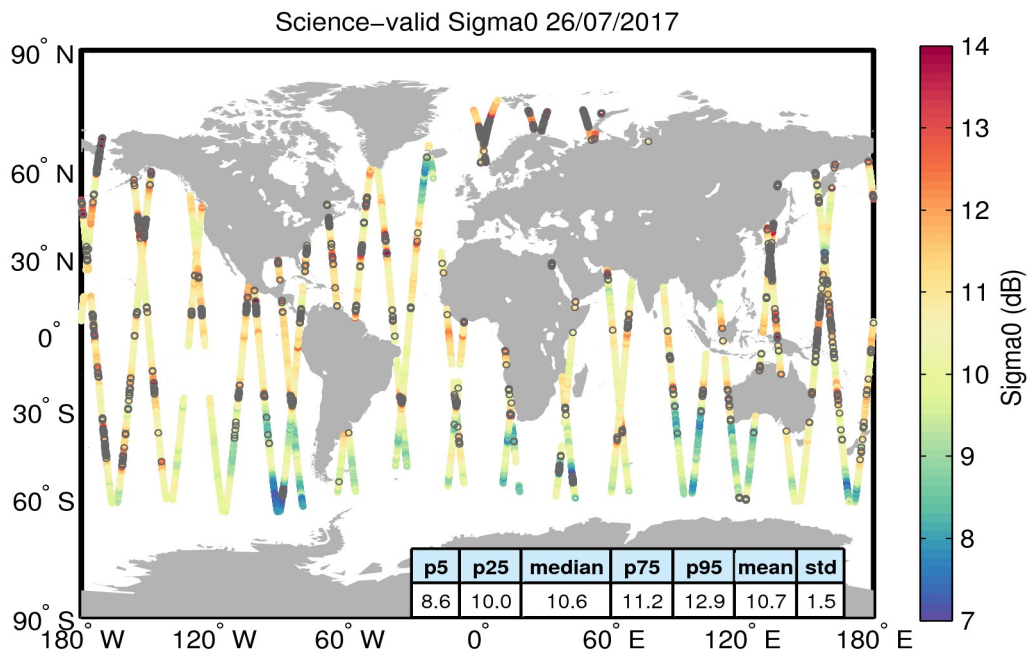 Science−valid Sigma0 26/07/2017
90° N
60° N
30° N
0°
30° S
60° S
90° S
180° W
120° W
60° W
0°
60° E
120° E
180° E
p5 p25 median p75 p95 mean std
8.6 10.0 10.6 11.2 12.9 10.7 1.5
14
13
12
11
10
9
8
7
Sigma0 (dB)